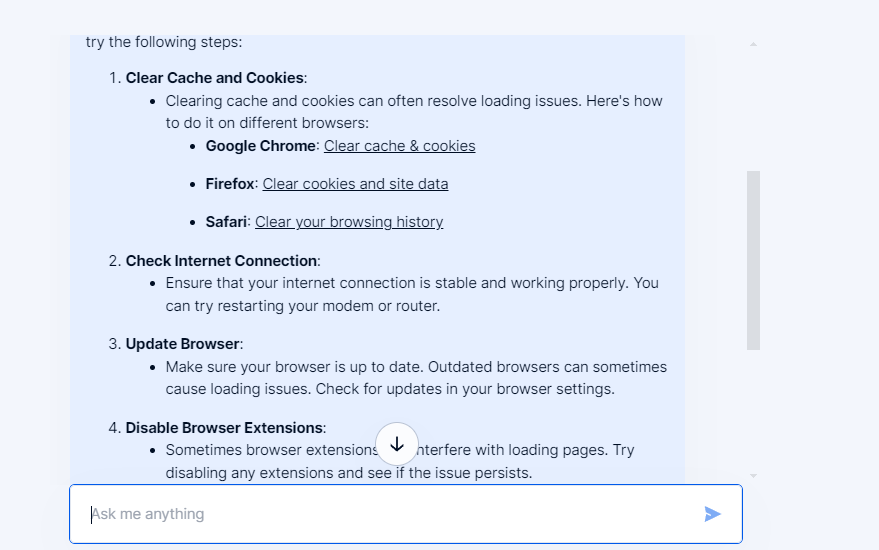 try the following steps:
1. Clear Cache and Cookies:
• Clearing cache and cookies can often resolve loading issues. Here's how
to do it on different browsers:
• Google Chrome: Clear cache & cookies
• Firefox: Clear cookies and site data
• Safari: Clear your browsing history
2. Check Internet Connection:
• Ensure that your internet connection is stable and working properly. You
can try restarting your modem or router.
3. Update Browser:
• Make sure your browser is up to date. Outdated browsers can sometimes
cause loading issues. Check for updates in your browser settings.
4. Disable Browser Extensions:
• Sometimes browser extensions nterfere with loading pages. Try
disabling any extensions and see if the issue persists.
Ask me anything